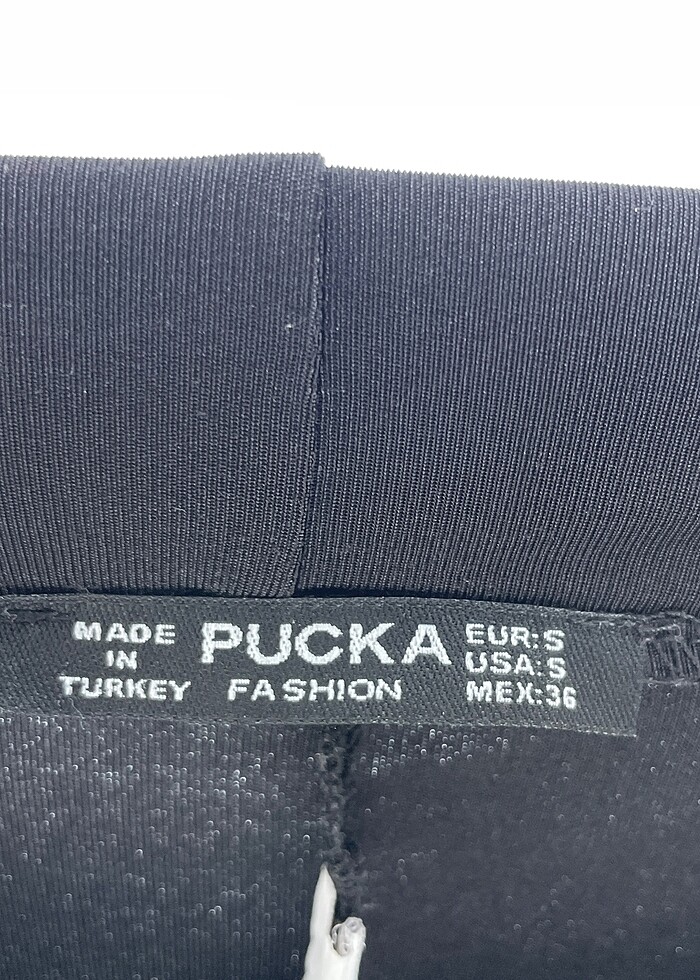 MADE
IN
TURKEY
PUCKA
FASHION
EUR:S
USA:S
MEX:36